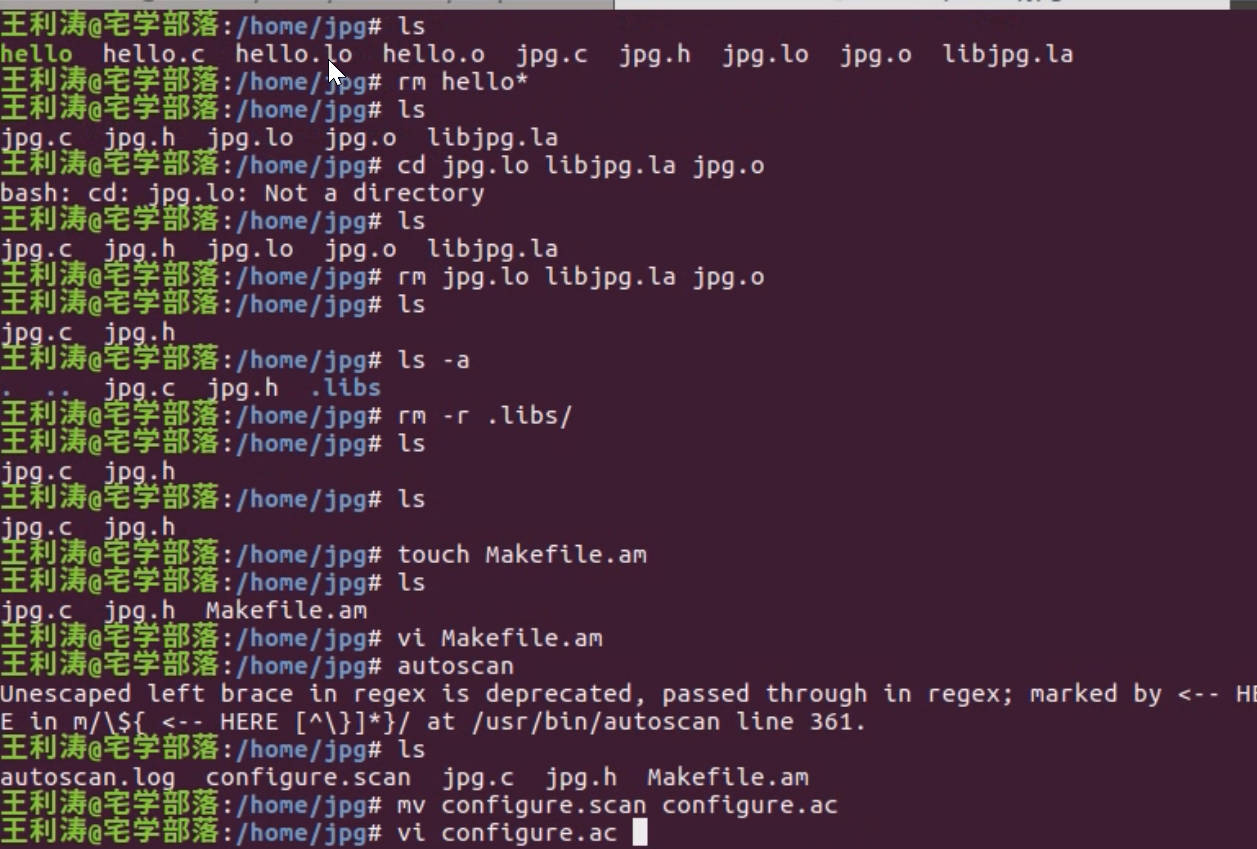 王利涛@宅学部落:/home/jpg# ls
hello  hello.c  hello.lo  hello.o  jpg.c  jpg.h  jpg.lo  jpg.o  libjpg.la
王利涛@宅学部落:/home/jpg# rm hello*
王利涛@宅学部落:/home/jpg# ls
jpg.c  jpg.h  jpg.lo  jpg.o  libjpg.la
王利涛@宅学部落:/home/jpg# cd jpg.lo libjpg.la jpg.o
bash: cd: jpg.lo: Not a directory
王利涛@宅学部落:/home/jpg# ls
jpg.c  jpg.h  jpg.lo  jpg.o  libjpg.la
王利涛@宅学部落:/home/jpg# rm jpg.lo libjpg.la jpg.o
王利涛@宅学部落:/home/jpg# ls
jpg.c  jpg.h
王利涛@宅学部落:/home/jpg# ls -a
.  ..  jpg.c  jpg.h  .libs
王利涛@宅学部落:/home/jpg# rm -r .libs/
王利涛@宅学部落:/home/jpg# ls
jpg.c  jpg.h
王利涛@宅学部落:/home/jpg# ls
jpg.c  jpg.h
王利涛@宅学部落:/home/jpg# touch Makefile.am
王利涛@宅学部落:/home/jpg# ls
jpg.c  jpg.h  Makefile.am
王利涛@宅学部落:/home/jpg# vi Makefile.am
王利涛@宅学部落:/home/jpg# autoscan
Unescaped left brace in regex is deprecated, passed through in regex; marked by <-- HE
E in m/\${ <-- HERE [^\}]*}/ at /usr/bin/autoscan line 361.
王利涛@宅学部落:/home/jpg# ls
autoscan.log  configure.scan  jpg.c  jpg.h  Makefile.am
王利涛@宅学部落:/home/jpg# mv configure.scan configure.ac
王利涛@宅学部落:/home/jpg# vi configure.ac